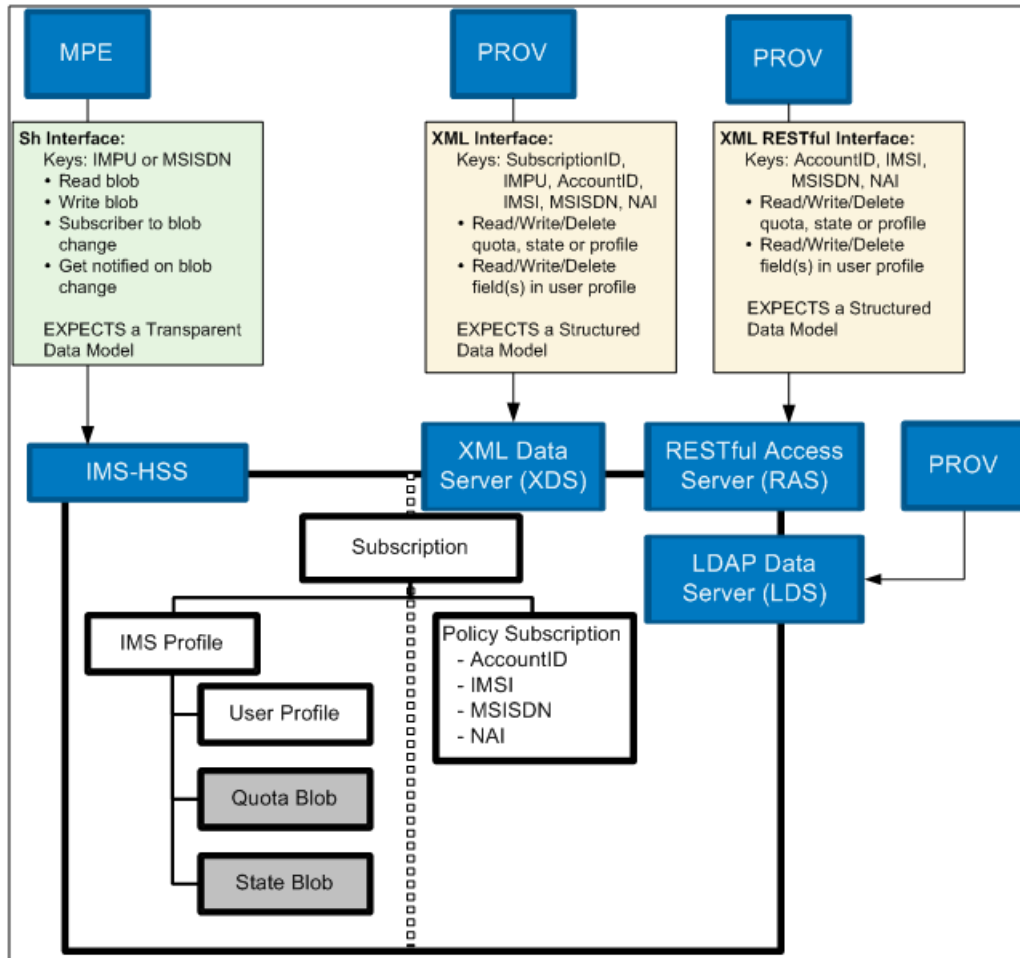 MPE
PROV
PROV
Sh Interface:
Keys: IMPU or MSISDN
• Read blob
• Write blob
• Subscriber to blob
change
• Get notified on blob
change
EXPECTS a Transparent
Data Model
XML Interface:
Keys: SubscriptionID,
IMPU, AccountID,
IMSI, MSISDN, NAI
• Read/Write/Delete
quota, state or profile
• Read/Write/Delete
field(s) in user profile
EXPECTS a Structured
Data Model
XML RESTful Interface:
Keys: AccountID, IMSI,
MSISDN, NAI
• Read/Write/Delete
quota, state or profile
• Read/Write/Delete
field(s) in user profile
EXPECTS a Structured
Data Model
IMS-HSS
XML Data
Server (XDS)
RESTful Access
Server (RAS)
PROV
LDAP Data
Server (LDS)
Subscription
IMS Profile
User Profile
Quota Blob
State Blob
Policy Subscription
- AccountID
- IMSI
- MSISDN
- NAI